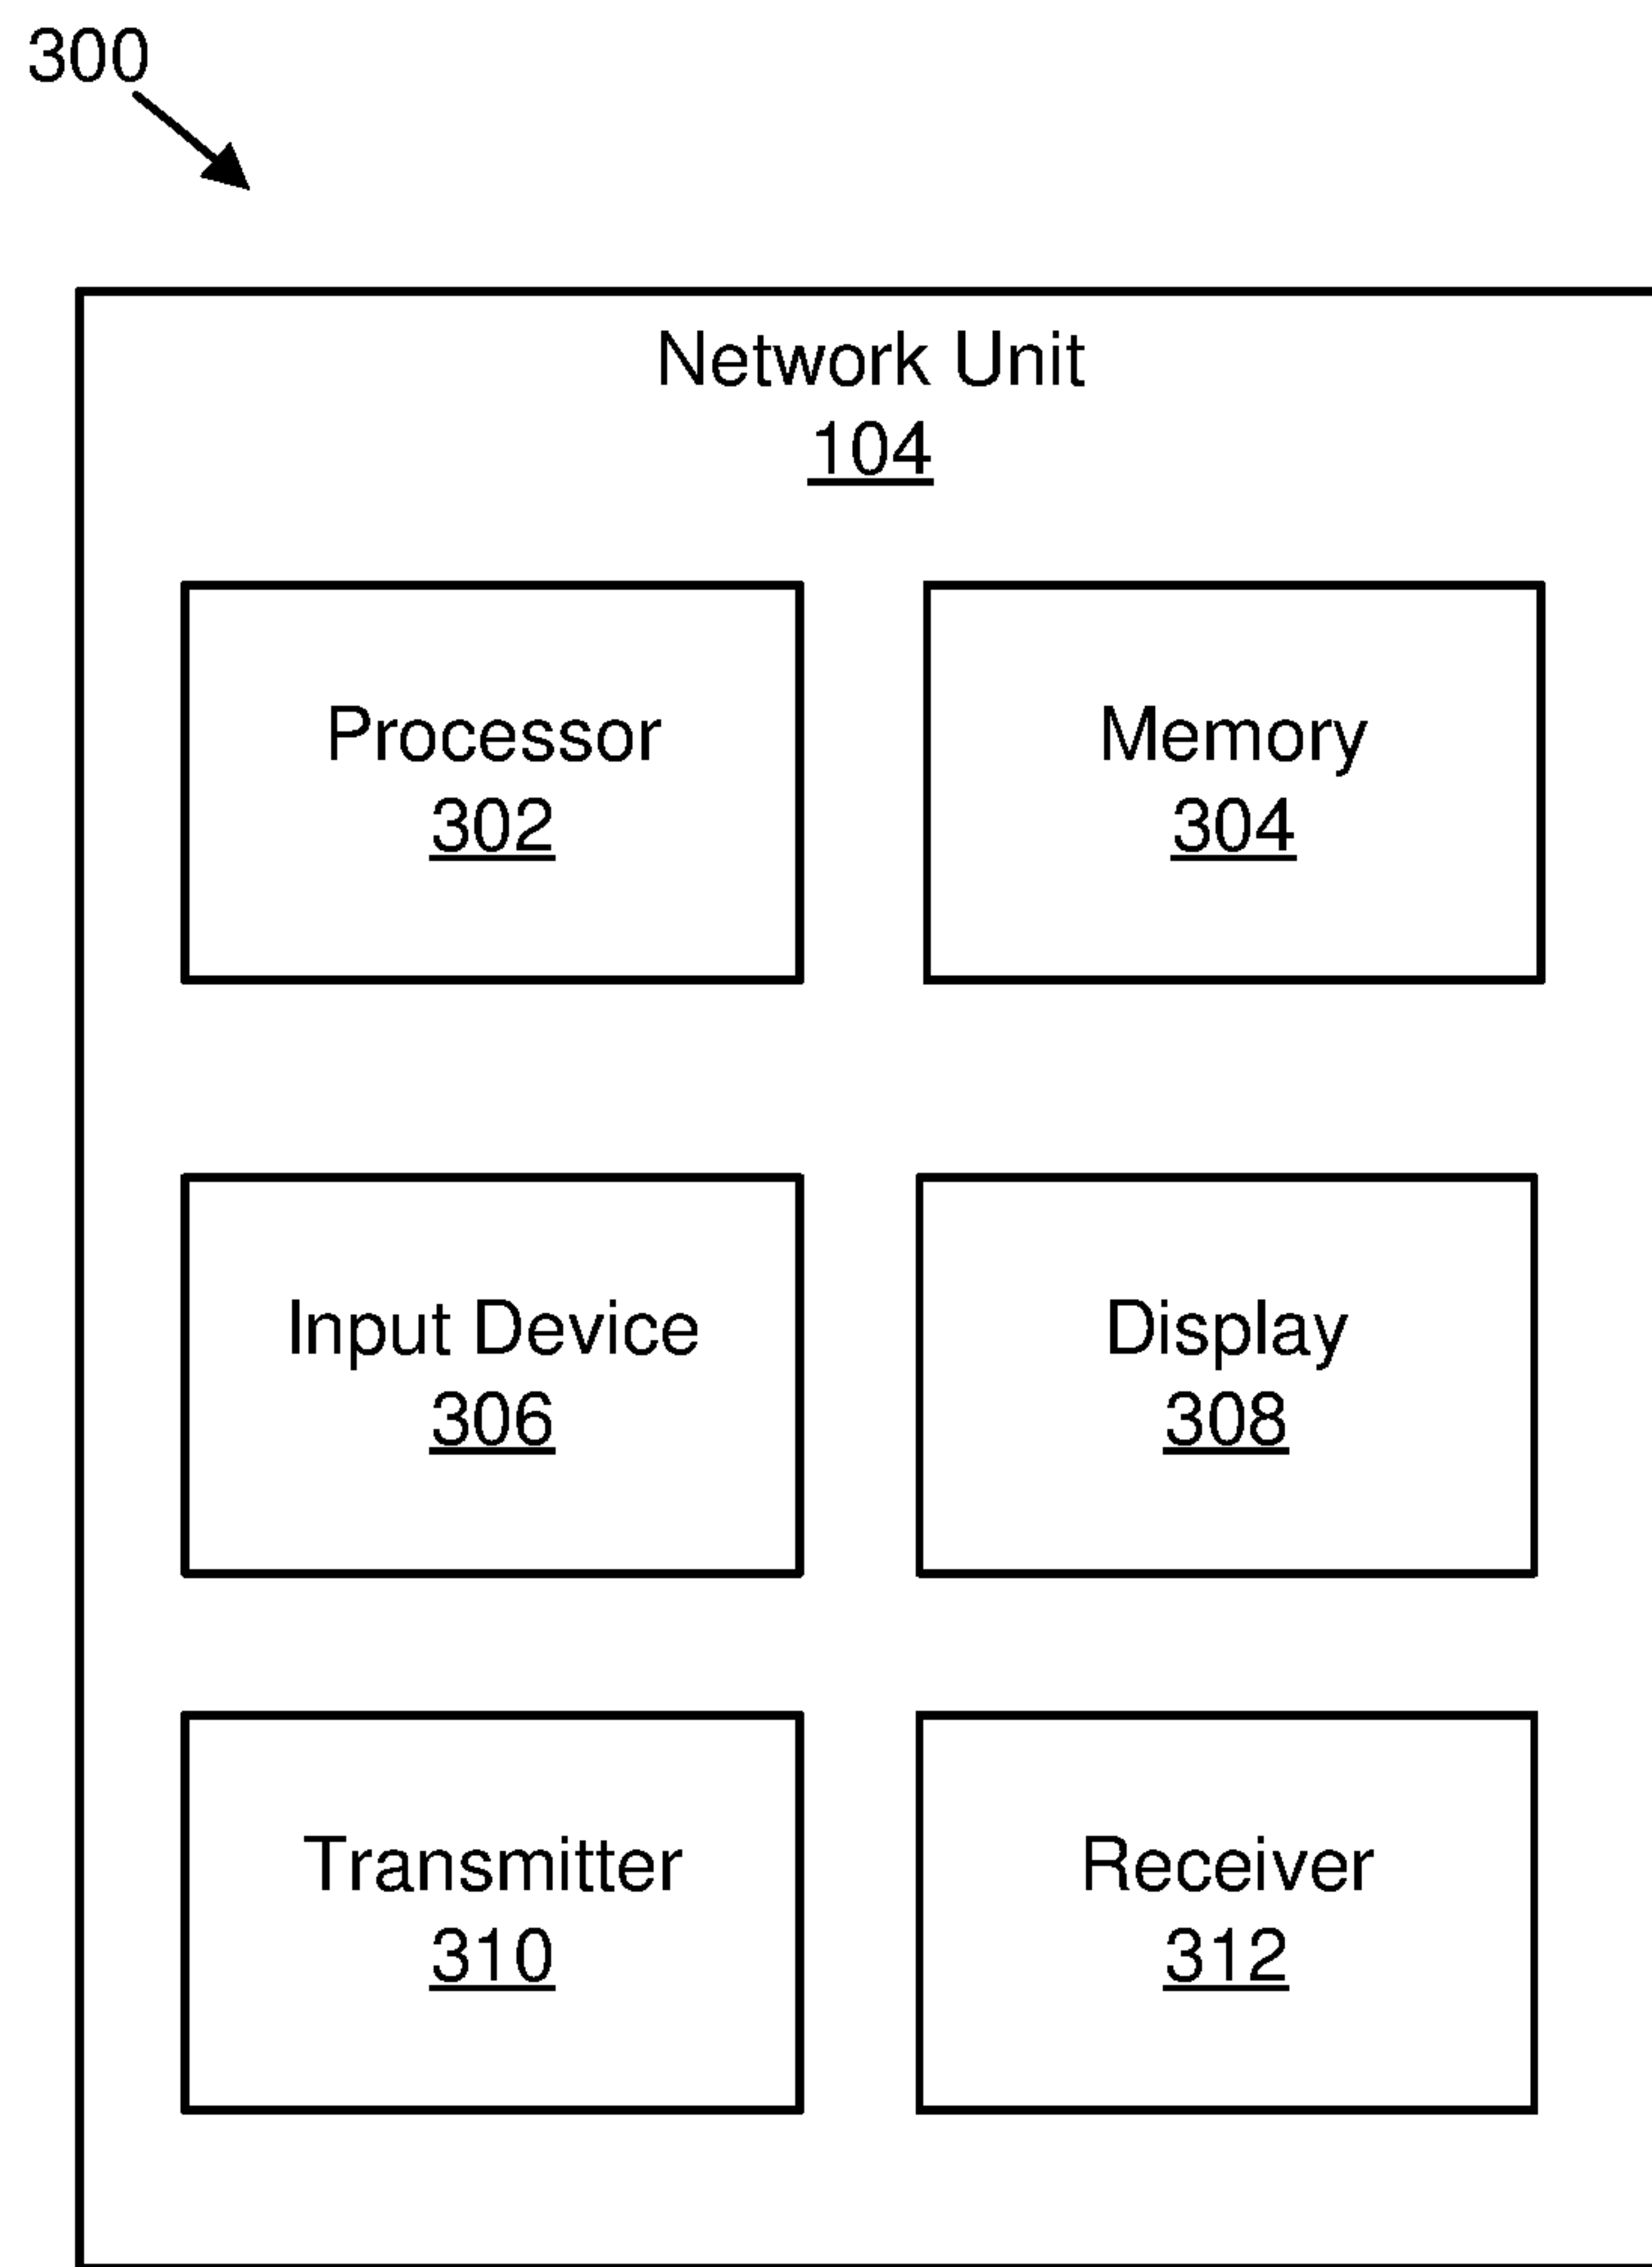 300
Network Unit
104
Processor
302
Memory
304
Input Device
306
Display
308
Transmitter
310
Receiver
312